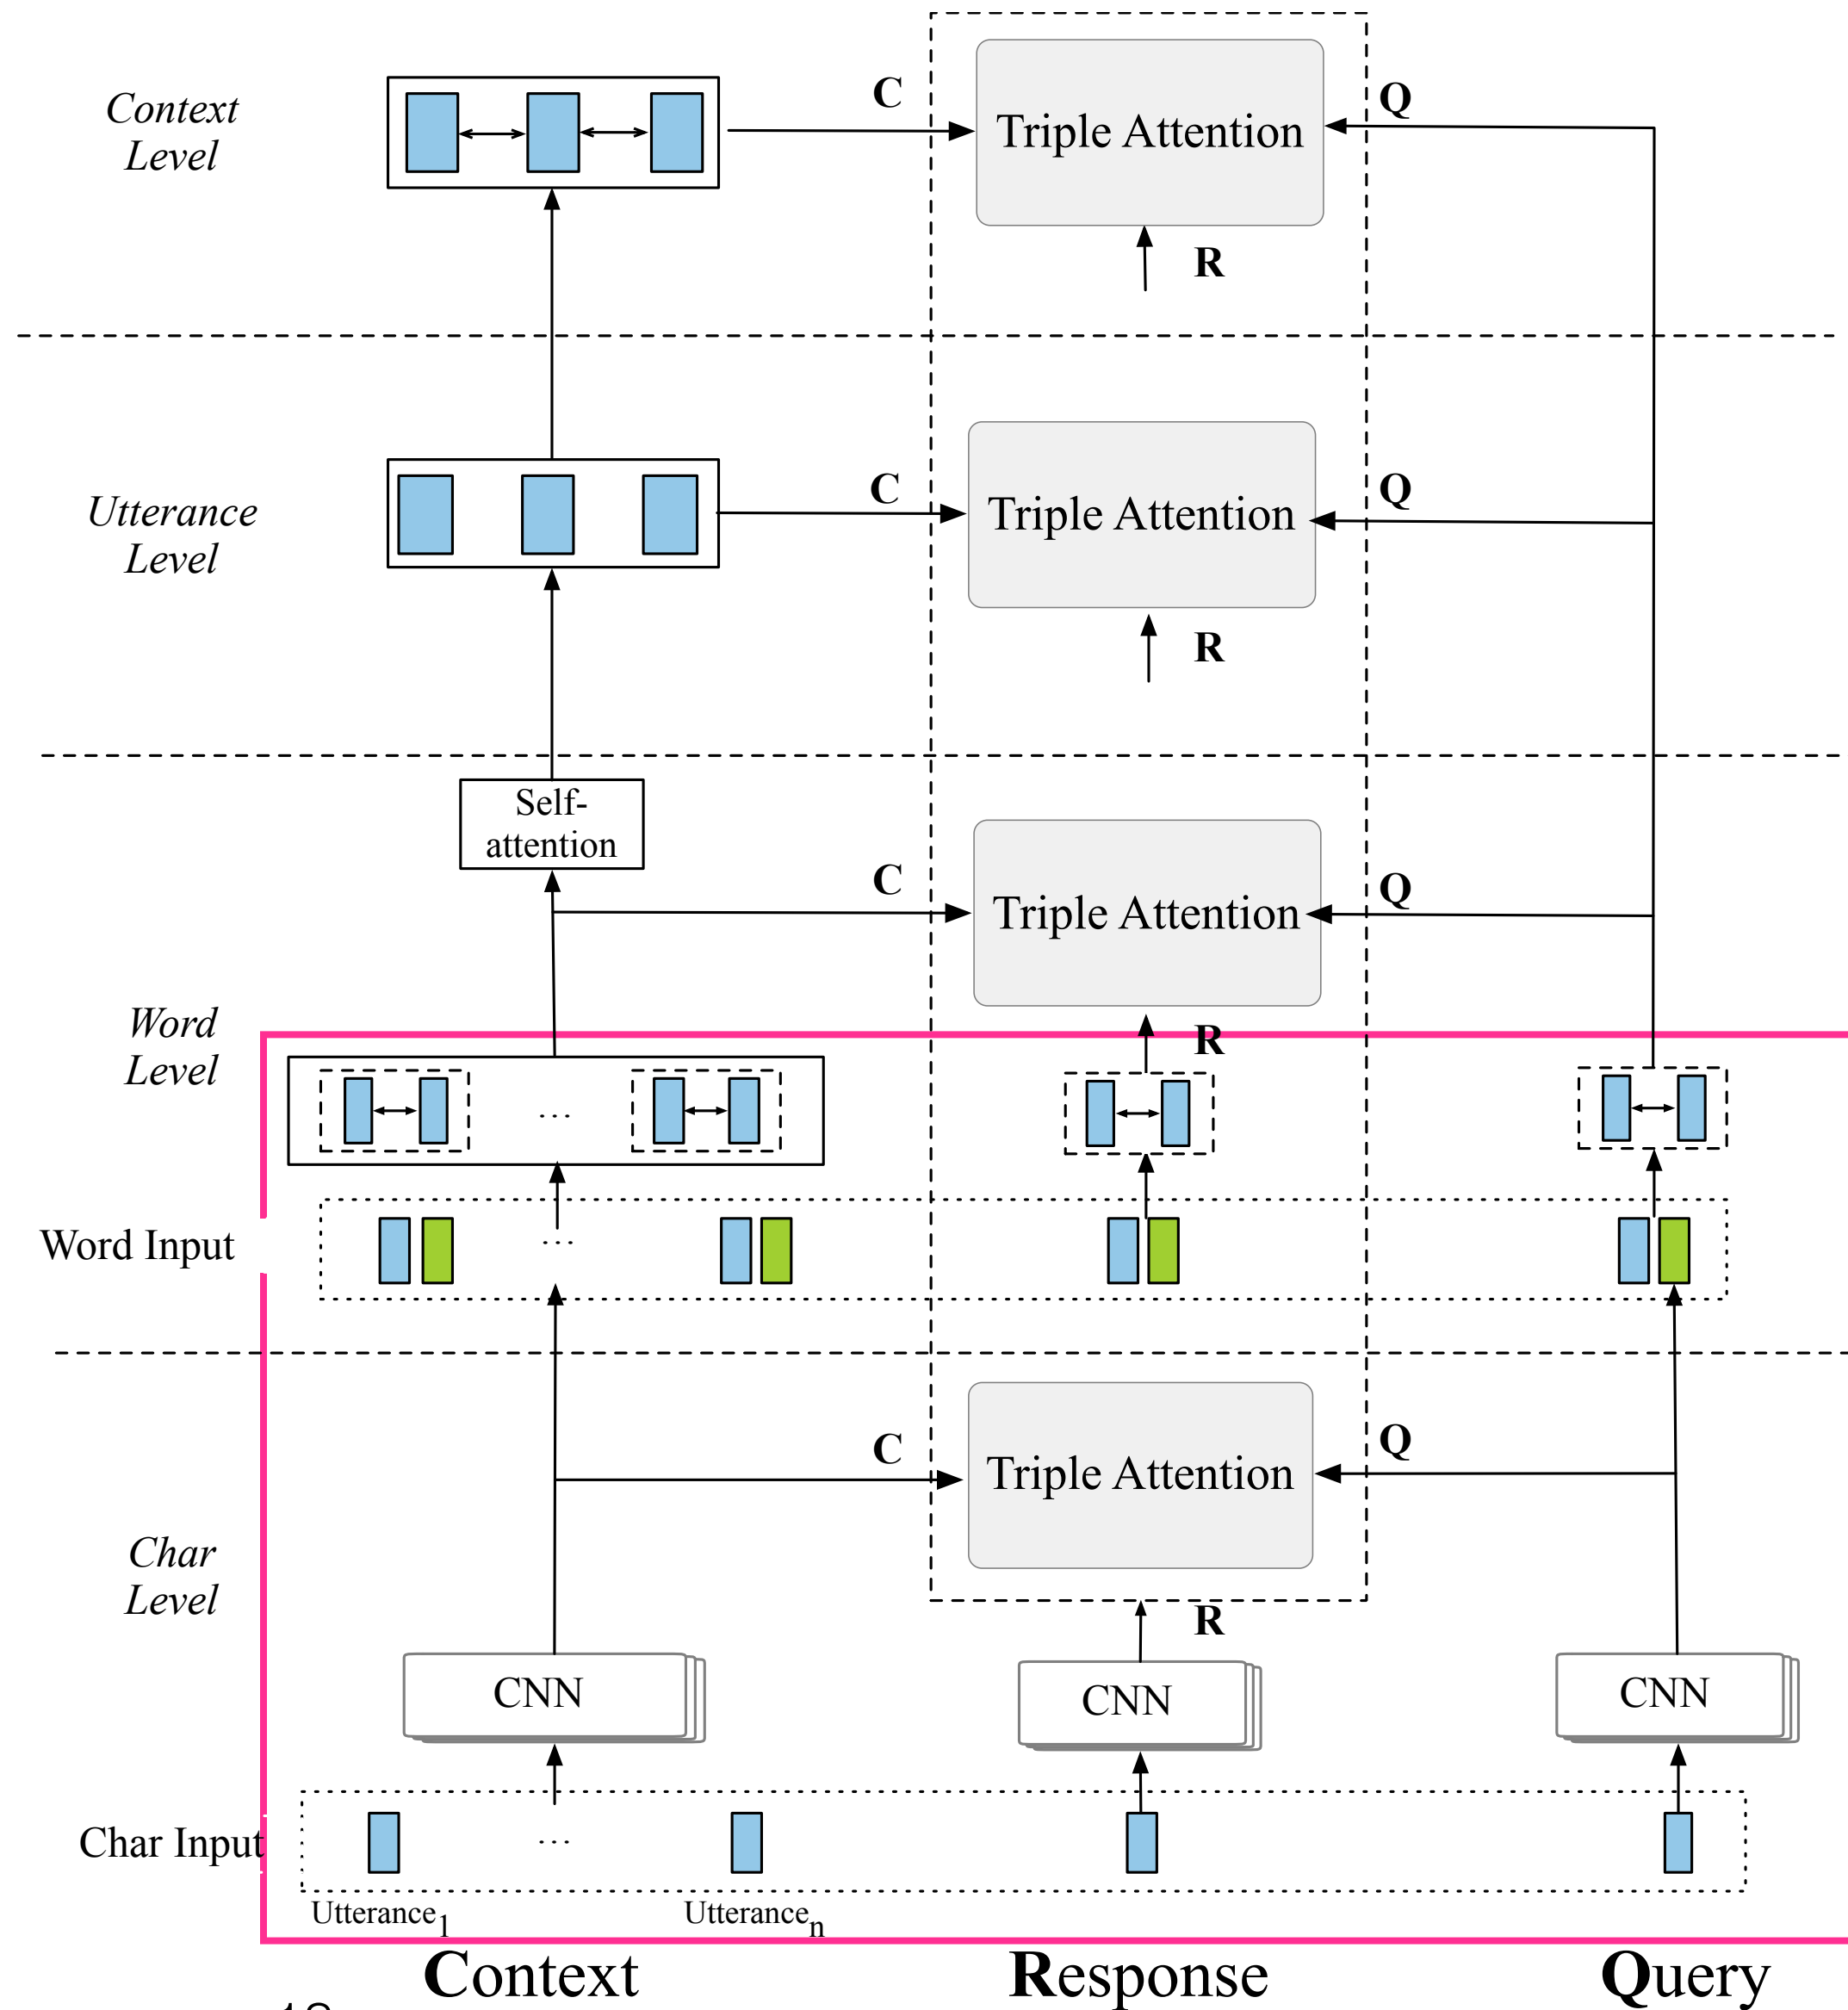 Context
Level
C
Triple Attention
Q
R
Utterance
Level
C
Triple Attention
Q
R
Self-
attention
C
Triple Attention
Q
Word
Level
R
...
Word Input
...
C
Triple Attention
Q
Char
Level
R
CNN
CNN
CNN
Char Input
...
Utterance1
Utterancen
Context
Response
Query